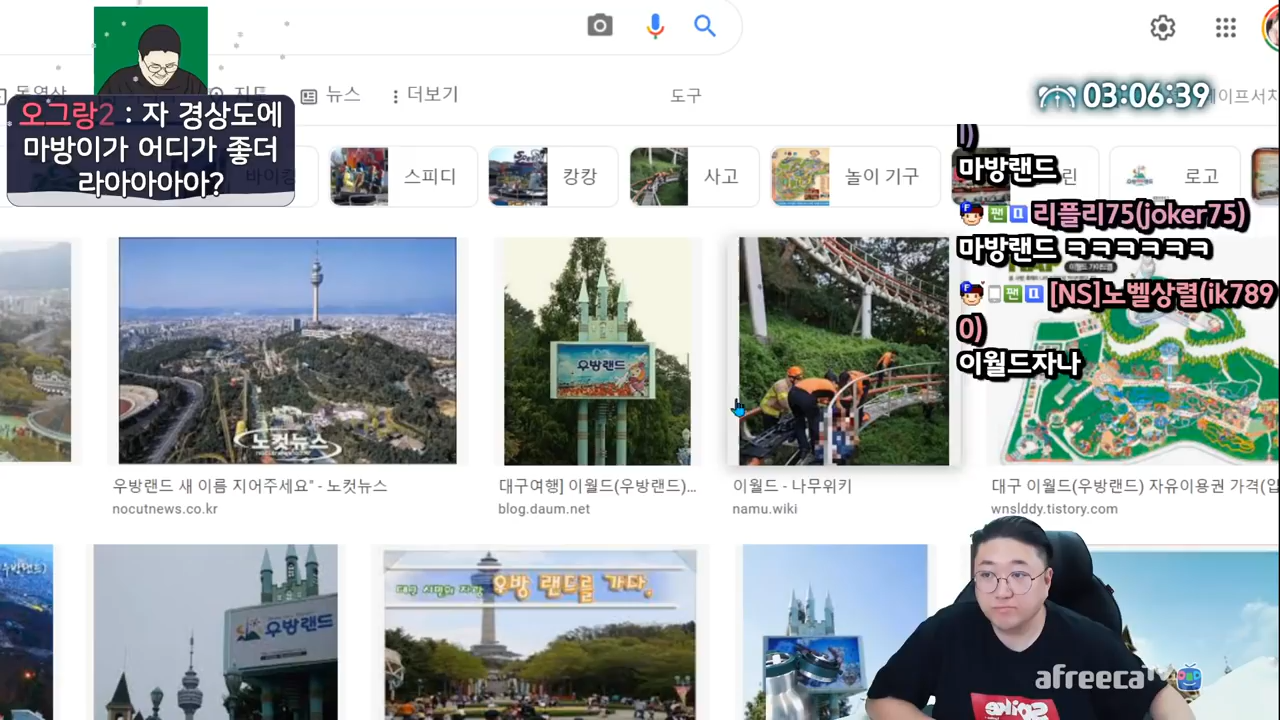 동영상
지도
뉴스
더보기
도구
03:06:39
오그랑2 : 자 경상도에
마방이가 어디가 좋더
라아아아아?
바이킹
스피디
캉캉
사고
놀이 기구
로고
마방랜드
팬
리플리75(joker75)
마방랜드 ㅋㅋㅋㅋㅋㅋ
팬
[NS]노벨상렬(ik789
0)
이월드자나
우방랜드
노컷뉴스
우방랜드 새 이름 지어주세요" - 노컷뉴스
nocutnews.co.kr
대구여행] 이월드(우방랜드)...
blog.daum.net
이월드 - 나무위키
namu.wiki
대구 이월드(우방랜드) 자유이용권 가격(입
wnslddy.tistory.com
우방랜드
우방 랜드를 가다,
afreecaTV